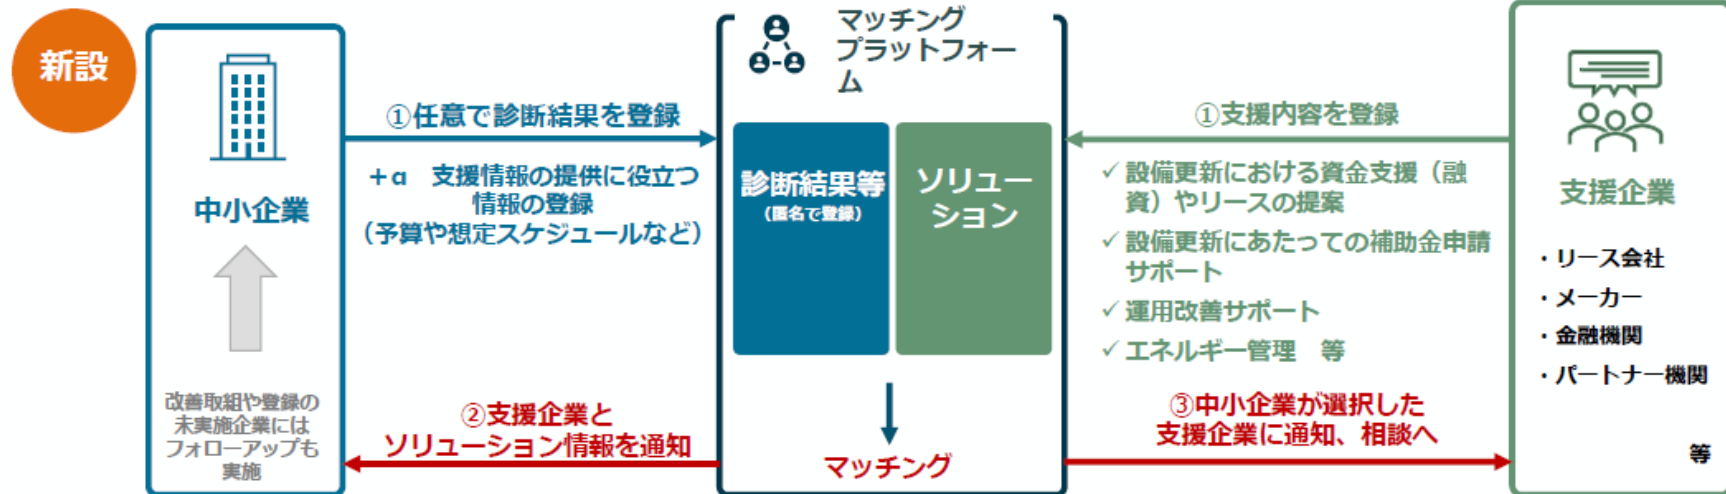 新設
中小企業
改善取組や登録の
未実施企業には
フォローアップも
実施
①任意で診断結果を登録
+α 支援情報の提供に役立つ
情報の登録
(予算や想定スケジュールなど)
②支援企業と
ソリューション情報を通知
マッチング
プラットフォー
ム
診断結果等
(匿名で登録)
ソリュー
ション
マッチング
①支援内容を登録
✓ 設備更新における資金支援(融
資)やリースの提案
✓ 設備更新にあたっての補助金申請
サポート
✓ 運用改善サポート
✓ エネルギー管理 等
③中小企業が選択した
支援企業に通知、相談へ
支援企業
・リース会社
・メーカー
・金融機関
・パートナー機関
等